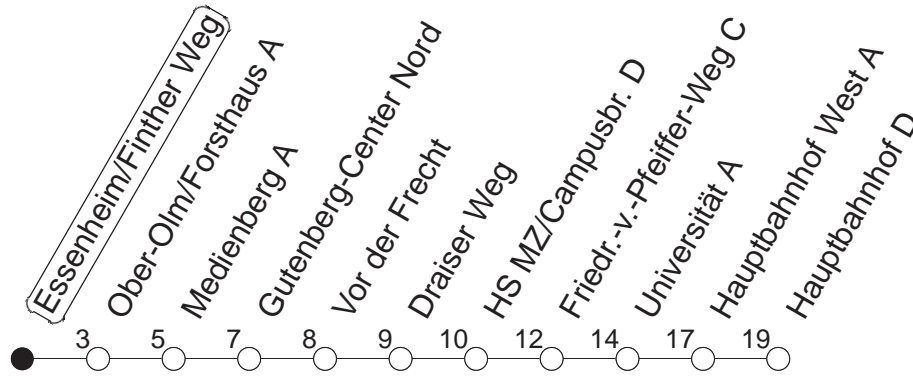 Essenheim/Finther Weg
Ober-Olm/Forsthaus A
Medienberg A
Gutenberg-Center Nord
Vor der Frecht
Draiser Weg
HS MZ/Campusbr. D
Friedr.-v.-Pfeiffer-Weg C
Universität A
Hauptbahnhof West A
Hauptbahnhof D
3 5 7 8 9 10 12 14 17 19